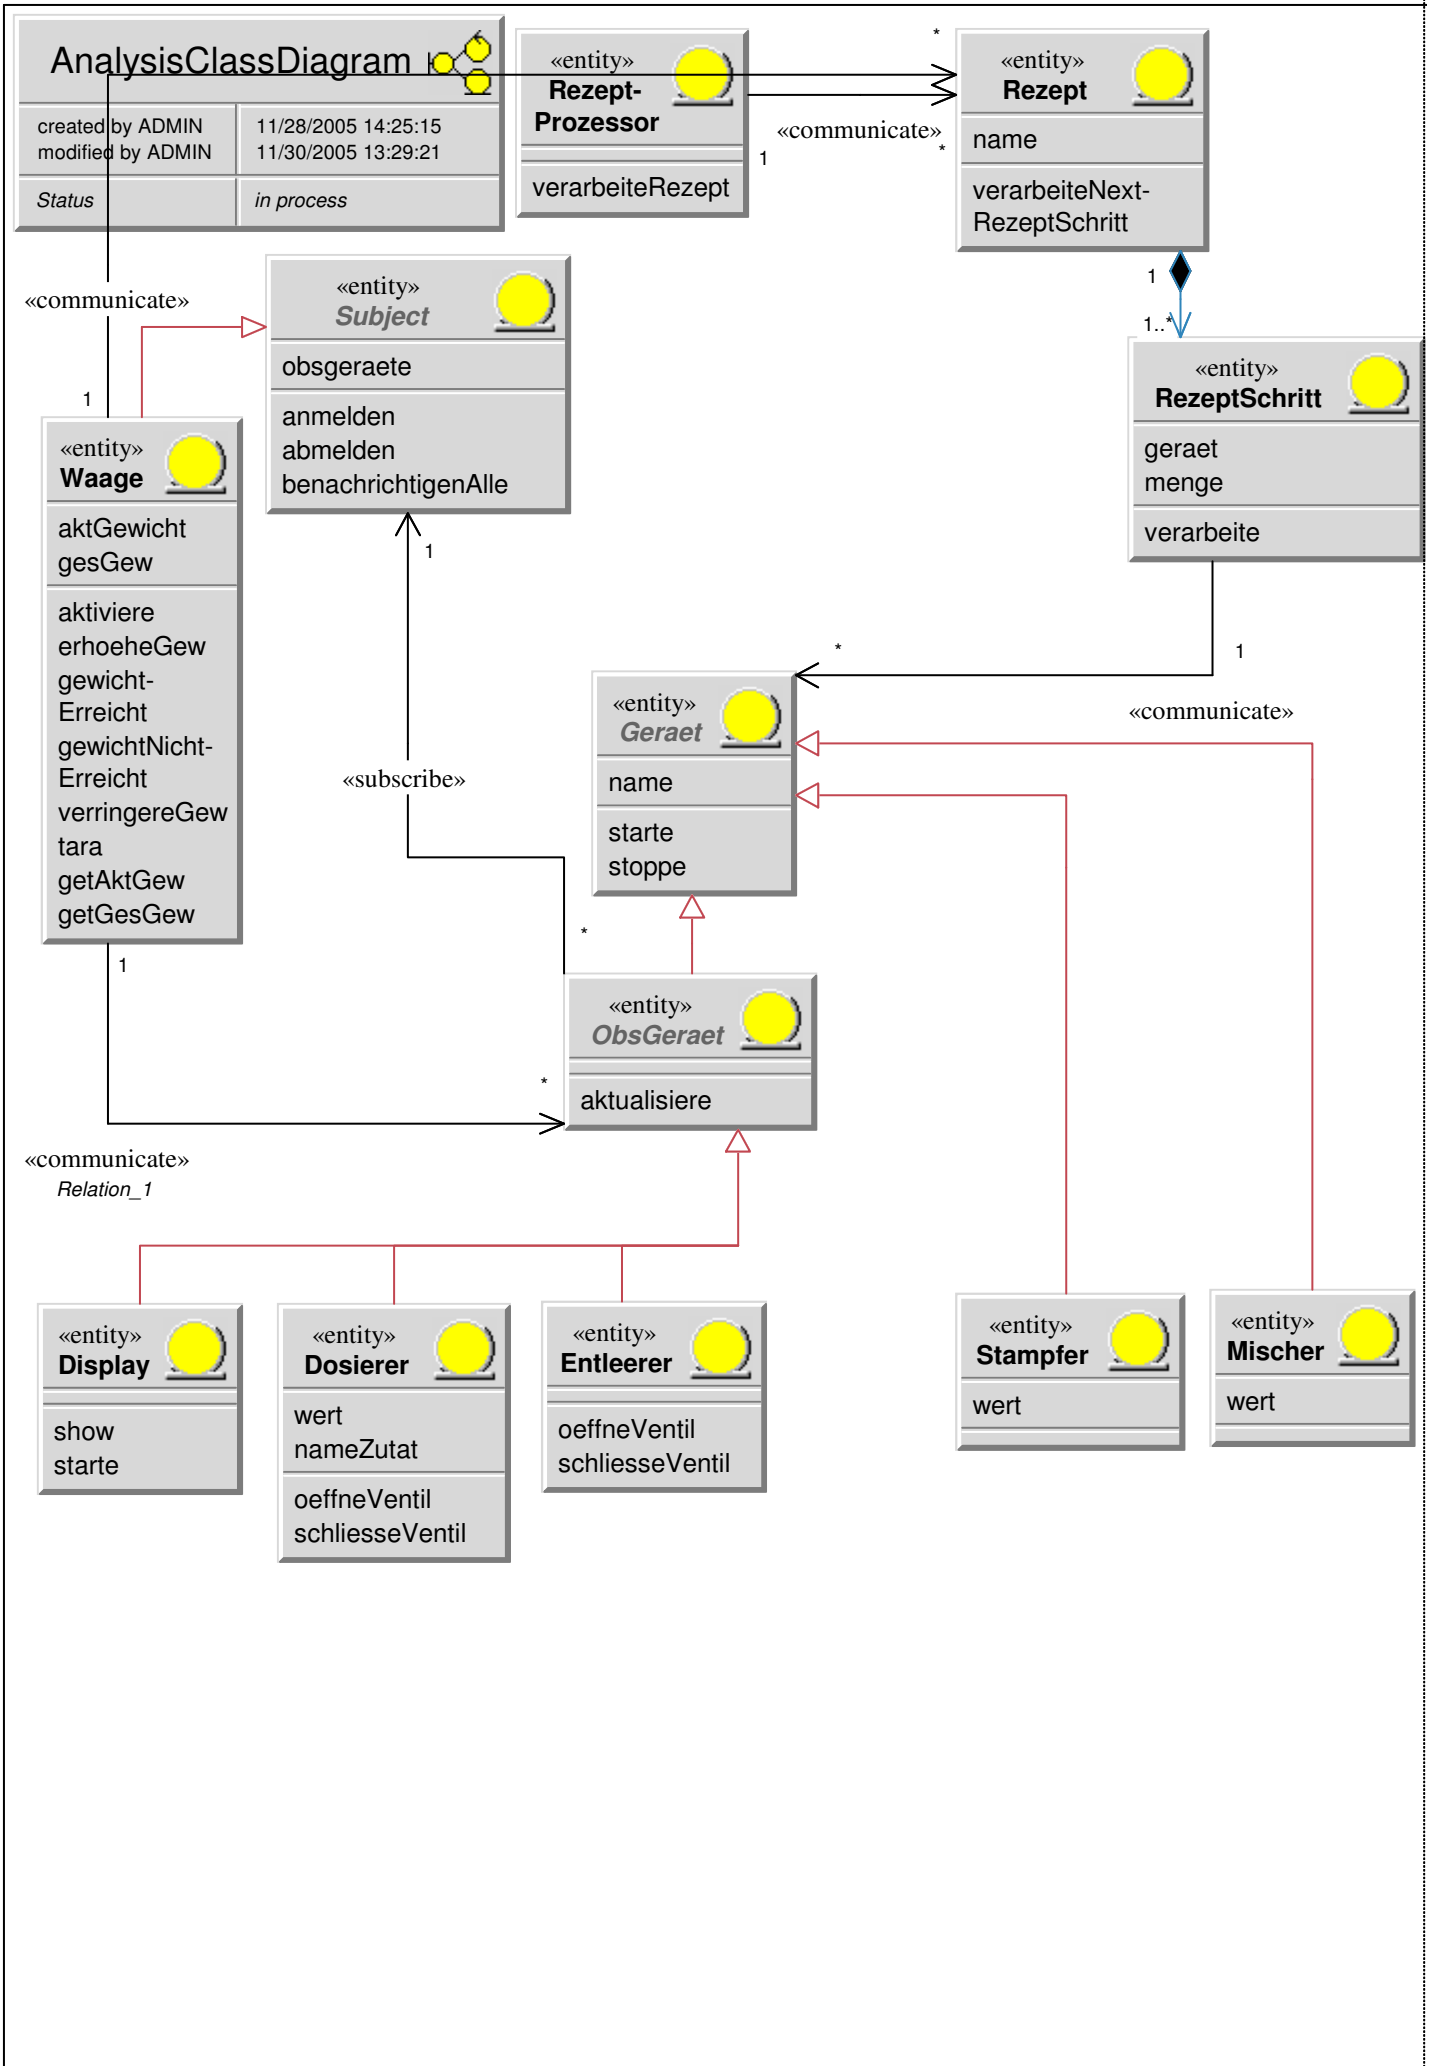 AnalysisClassDiagram
created by ADMIN
modified by ADMIN
11/28/2005 14:25:15
11/30/2005 13:29:21
Status
in process
«entity»
Rezept-
Prozessor
verarbeiteRezept
1
«communicate»
*
*
«entity»
Rezept
name
verarbeiteNext-
RezeptSchritt
1
1..*
«communicate»
1
«entity»
Subject
obsgeraete
anmelden
abmelden
benachrichtigenAlle
1
«entity»
RezeptSchritt
geraet
menge
verarbeite
«entity»
Waage
aktGewicht
gesGew
aktiviere
erhoeheGew
gewicht-
Erreicht
gewichtNicht-
Erreicht
verringereGew
tara
getAktGew
getGesGew
1
«subscribe»
*
*
1
«communicate»
«entity»
Geraet
name
starte
stoppe
*
«entity»
ObsGeraet
aktualisiere
«communicate»
Relation_1
«entity»
Display
show
starte
«entity»
Dosierer
wert
nameZutat
oeffneVentil
schliesseVentil
«entity»
Entleerer
oeffneVentil
schliesseVentil
«entity»
Stampfer
wert
«entity»
Mischer
wert